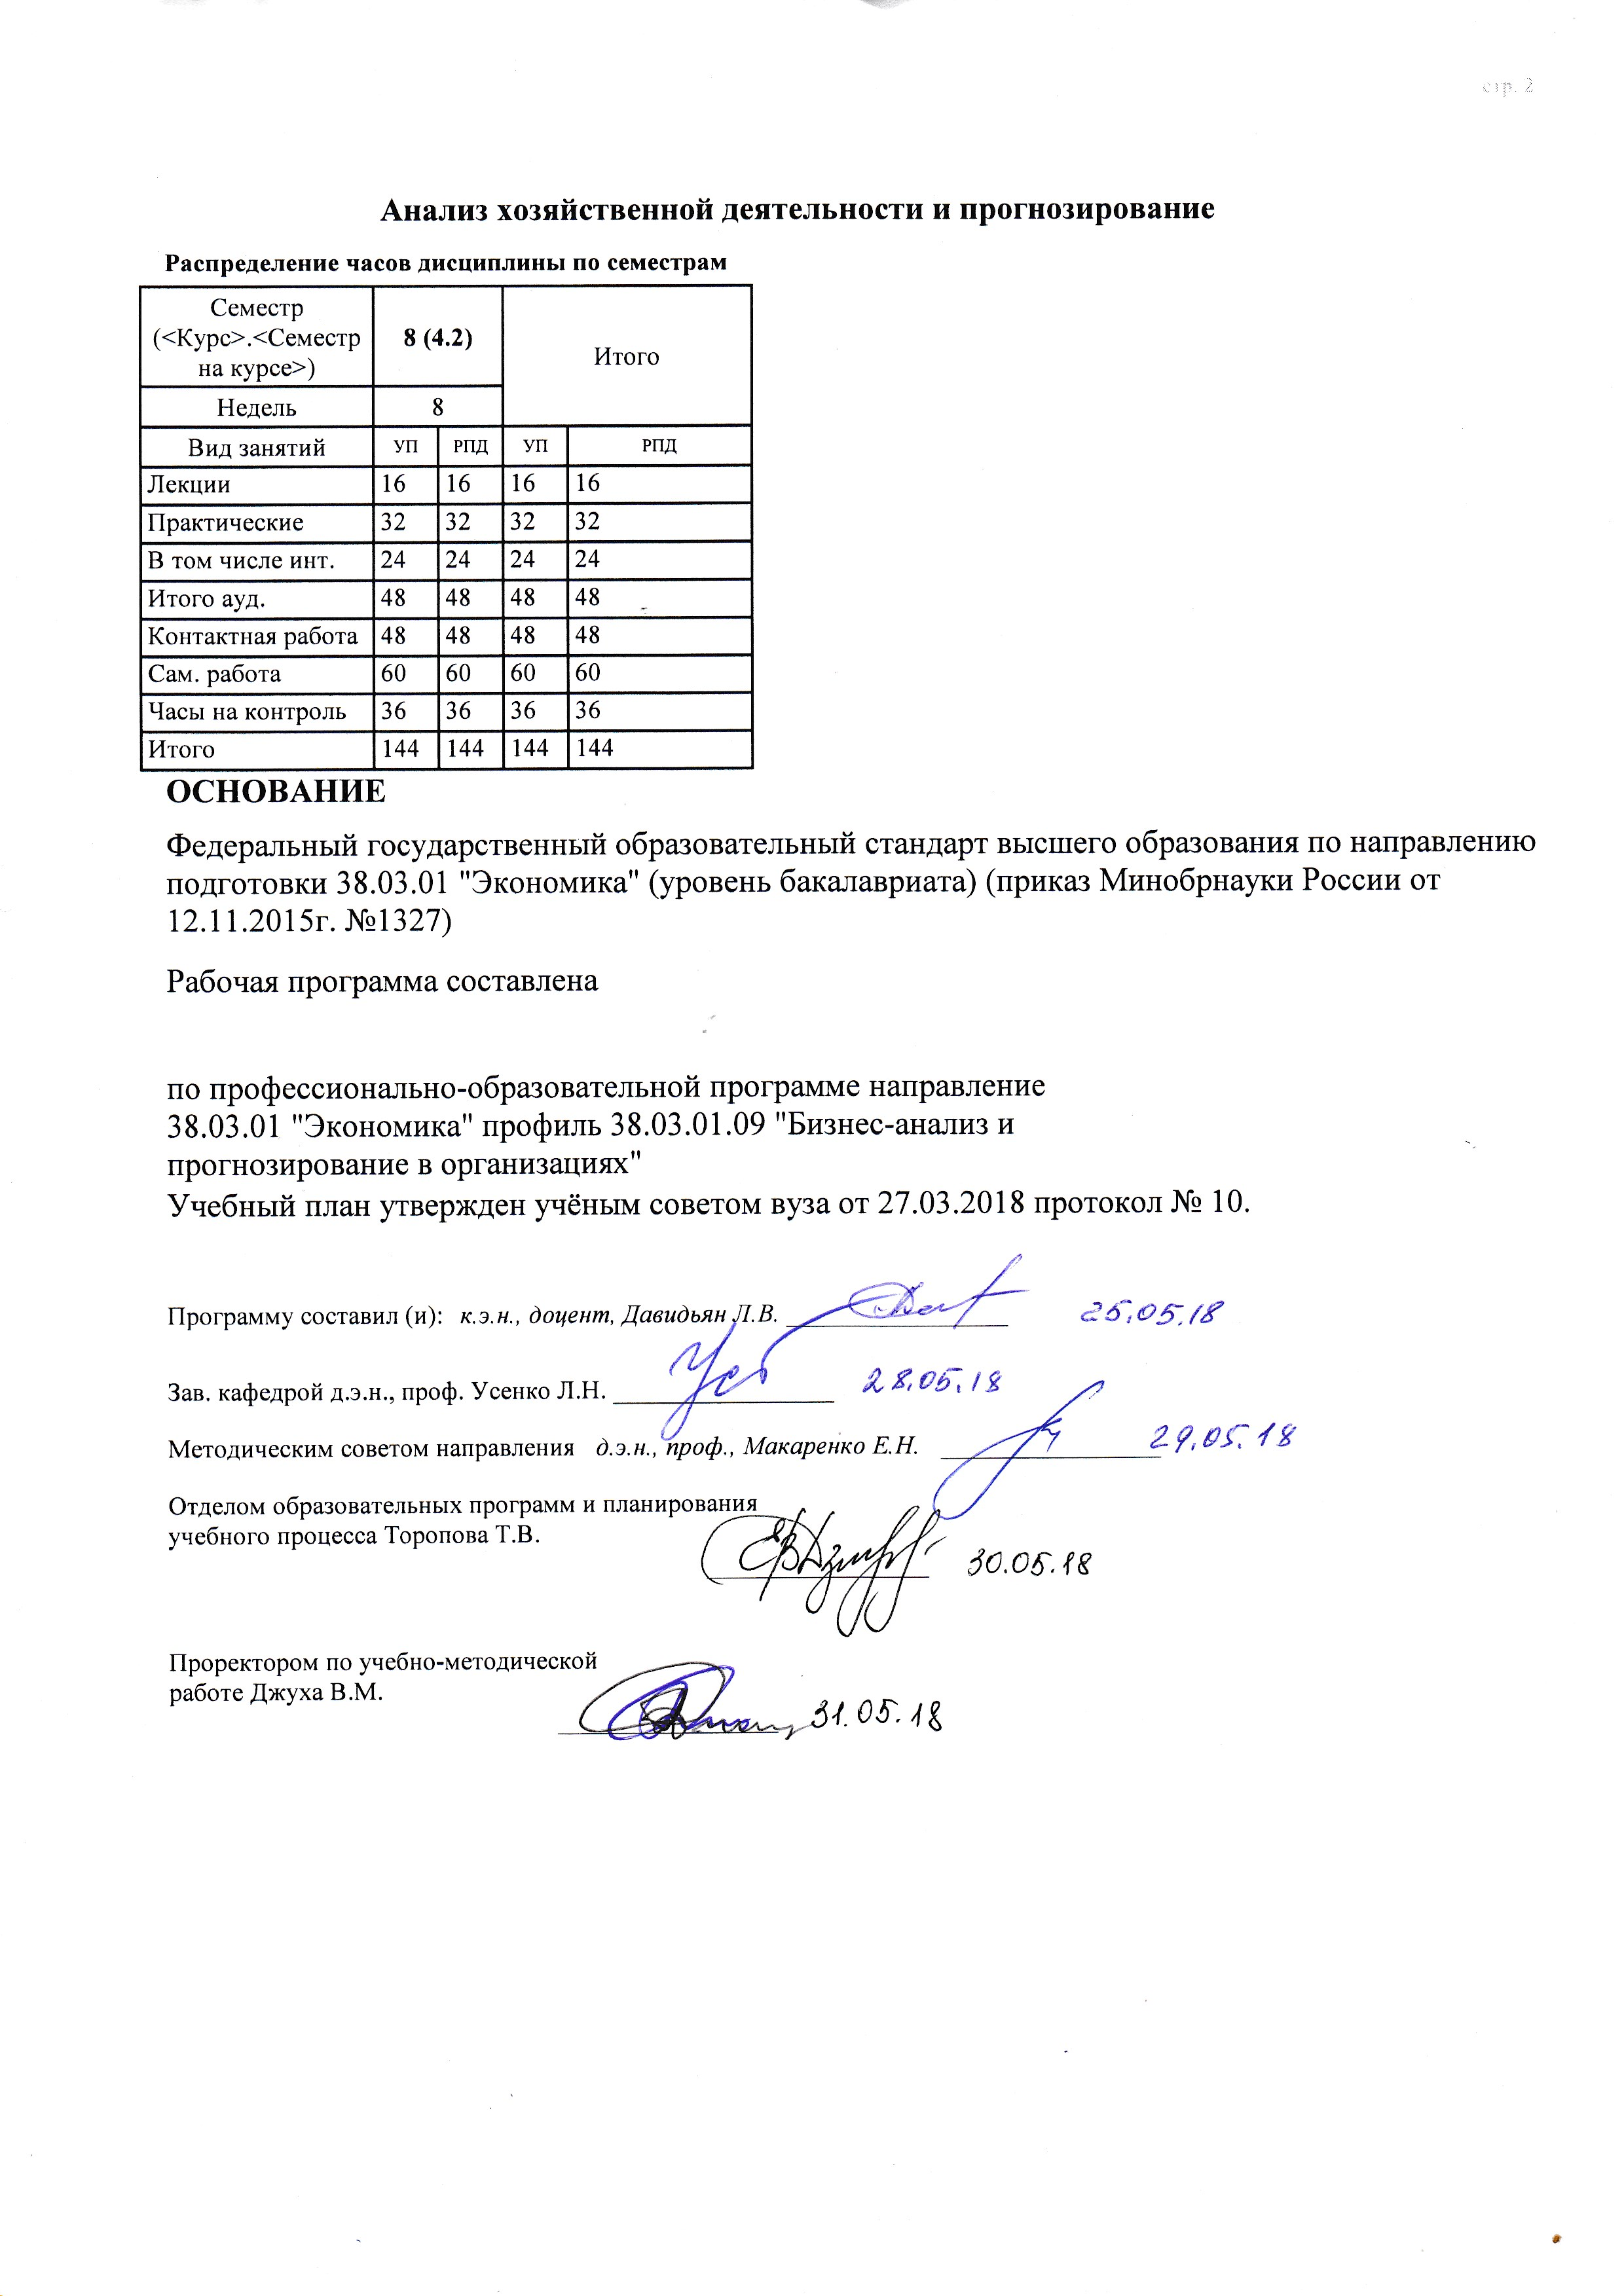 стр. 2
Анализ хозяйственной деятельности и прогнозирование
Распределение часов дисциплины по семестрам
Семестр
(<Курс>.<Семестр
на курсе>)
8 (4.2)
Итого
Недель 8
Вид занятий УП РПД УП РПД
Лекции 16 16 16 16
Практические 32 32 32 32
В том числе инт. 24 24 24 24
Итого ауд. 48 48 48 48
Контактная работа 48 48 48 48
Сам. работа 60 60 60 60
Часы на контроль 36 36 36 36
Итого 144 144 144 144
ОСНОВАНИЕ
Федеральный государственный образовательный стандарт высшего образования по направлению
подготовки 38.03.01 "Экономика" (уровень бакалавриата) (приказ Минобрнауки России от
12.11.2015г. №1327)
Рабочая программа составлена
по профессионально-образовательной программе направление
38.03.01 "Экономика" профиль 38.03.01.09 "Бизнес-анализ и
прогнозирование в организациях"
Учебный план утвержден учёным советом вуза от 27.03.2018 протокол № 10.
Программу составил (и): к.э.н., доцент, Давидьян Л.В. 25.05.18
Зав. кафедрой д.э.н., проф. Усенко Л.Н. 28.05.18
Методическим советом направления д.э.н., проф., Макаренко Е.Н. 29.05.18
Отделом образовательных программ и планирования
учебного процесса Торопова Т.В.
30.05.18
Проректором по учебно-методической
работе Джуха В.М.
31.05.18